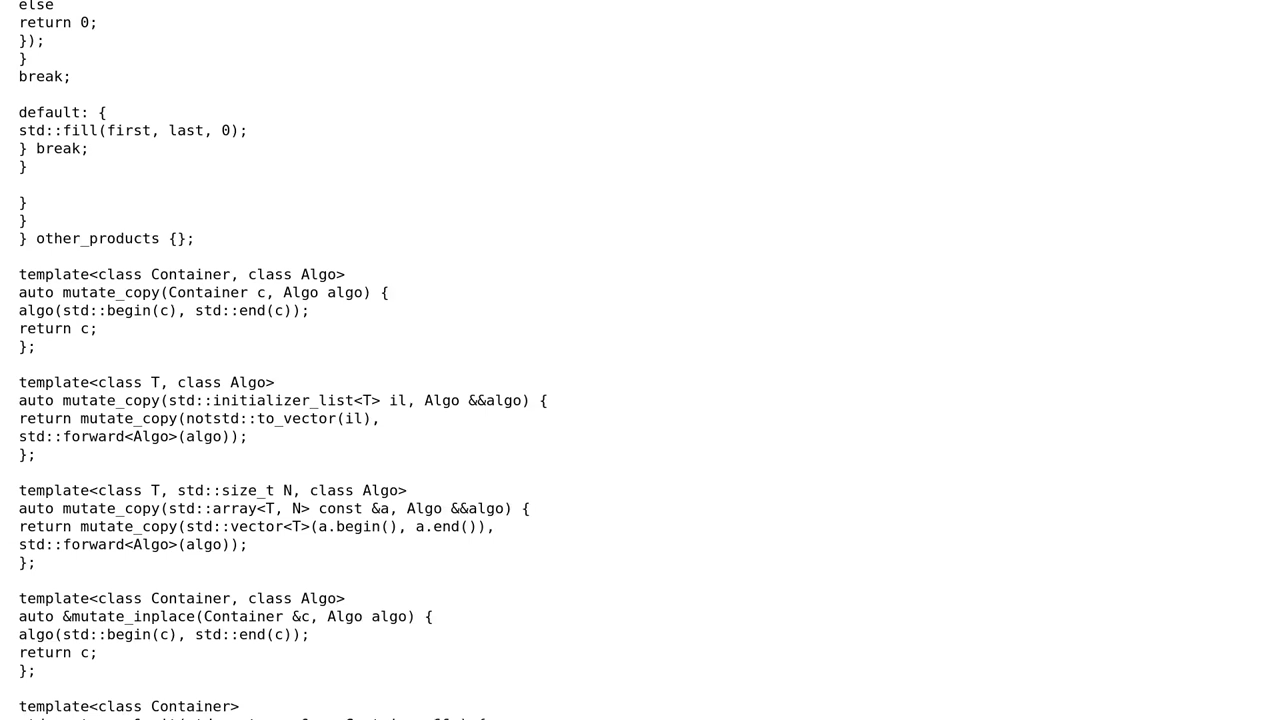 else
return 0;
});
}
break;

default: {
std::fill(first, last, 0);
} break;
}

}
}
} other_products {};

template<class Container, class Algo>
auto mutate_copy(Container c, Algo algo) {
algo(std::begin(c), std::end(c));
return c;
};

template<class T, class Algo>
auto mutate_copy(std::initializer_list<T> il, Algo &&algo) {
return mutate_copy(notstd::to_vector(il),
std::forward<Algo>(algo));
};

template<class T, std::size_t N, class Algo>
auto mutate_copy(std::array<T, N> const &a, Algo &&algo) {
return mutate_copy(std::vector<T>(a.begin(), a.end()),
std::forward<Algo>(algo));
};

template<class Container, class Algo>
auto &mutate_inplace(Container &c, Algo algo) {
algo(std::begin(c), std::end(c));
return c;
};

template<class Container>